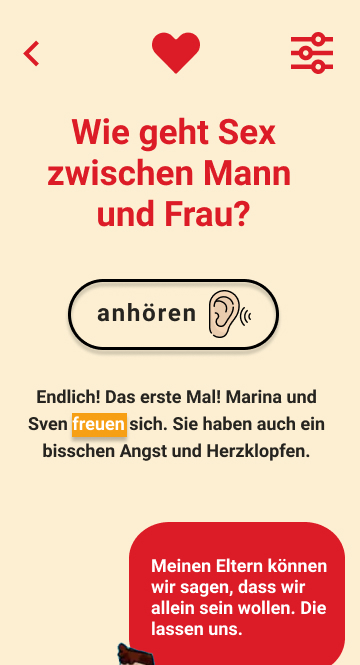 Wie geht Sex
zwischen Mann
und Frau?
anhören
Endlich! Das erste Mal! Marina und
Sven freuen sich. Sie haben auch ein
bisschen Angst und Herzklopfen.
Meinen Eltern können
wir sagen, dass wir
allein sein wollen. Die
lassen uns.